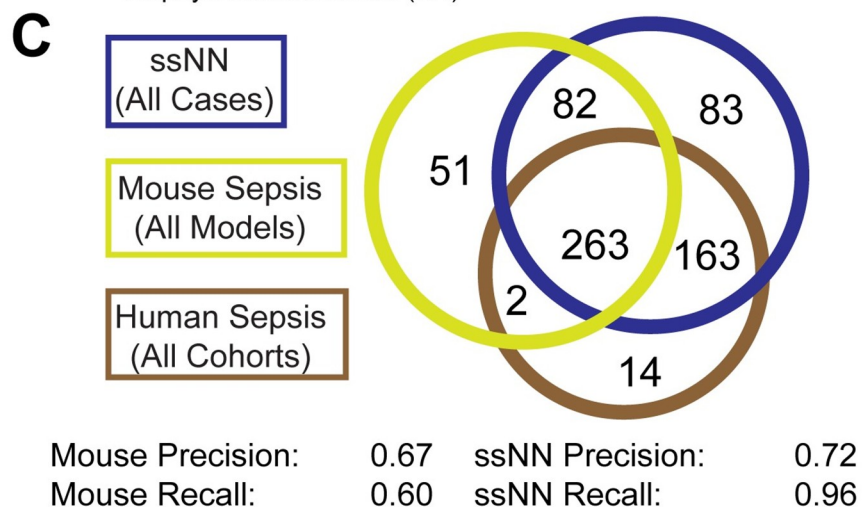 C
ssNN
(All Cases)
Mouse Sepsis
(All Models)
Human Sepsis
(All Cohorts)
82
83
51
263
163
2
14
Mouse Precision: 0.67 ssNN Precision: 0.72
Mouse Recall: 0.60 ssNN Recall: 0.96